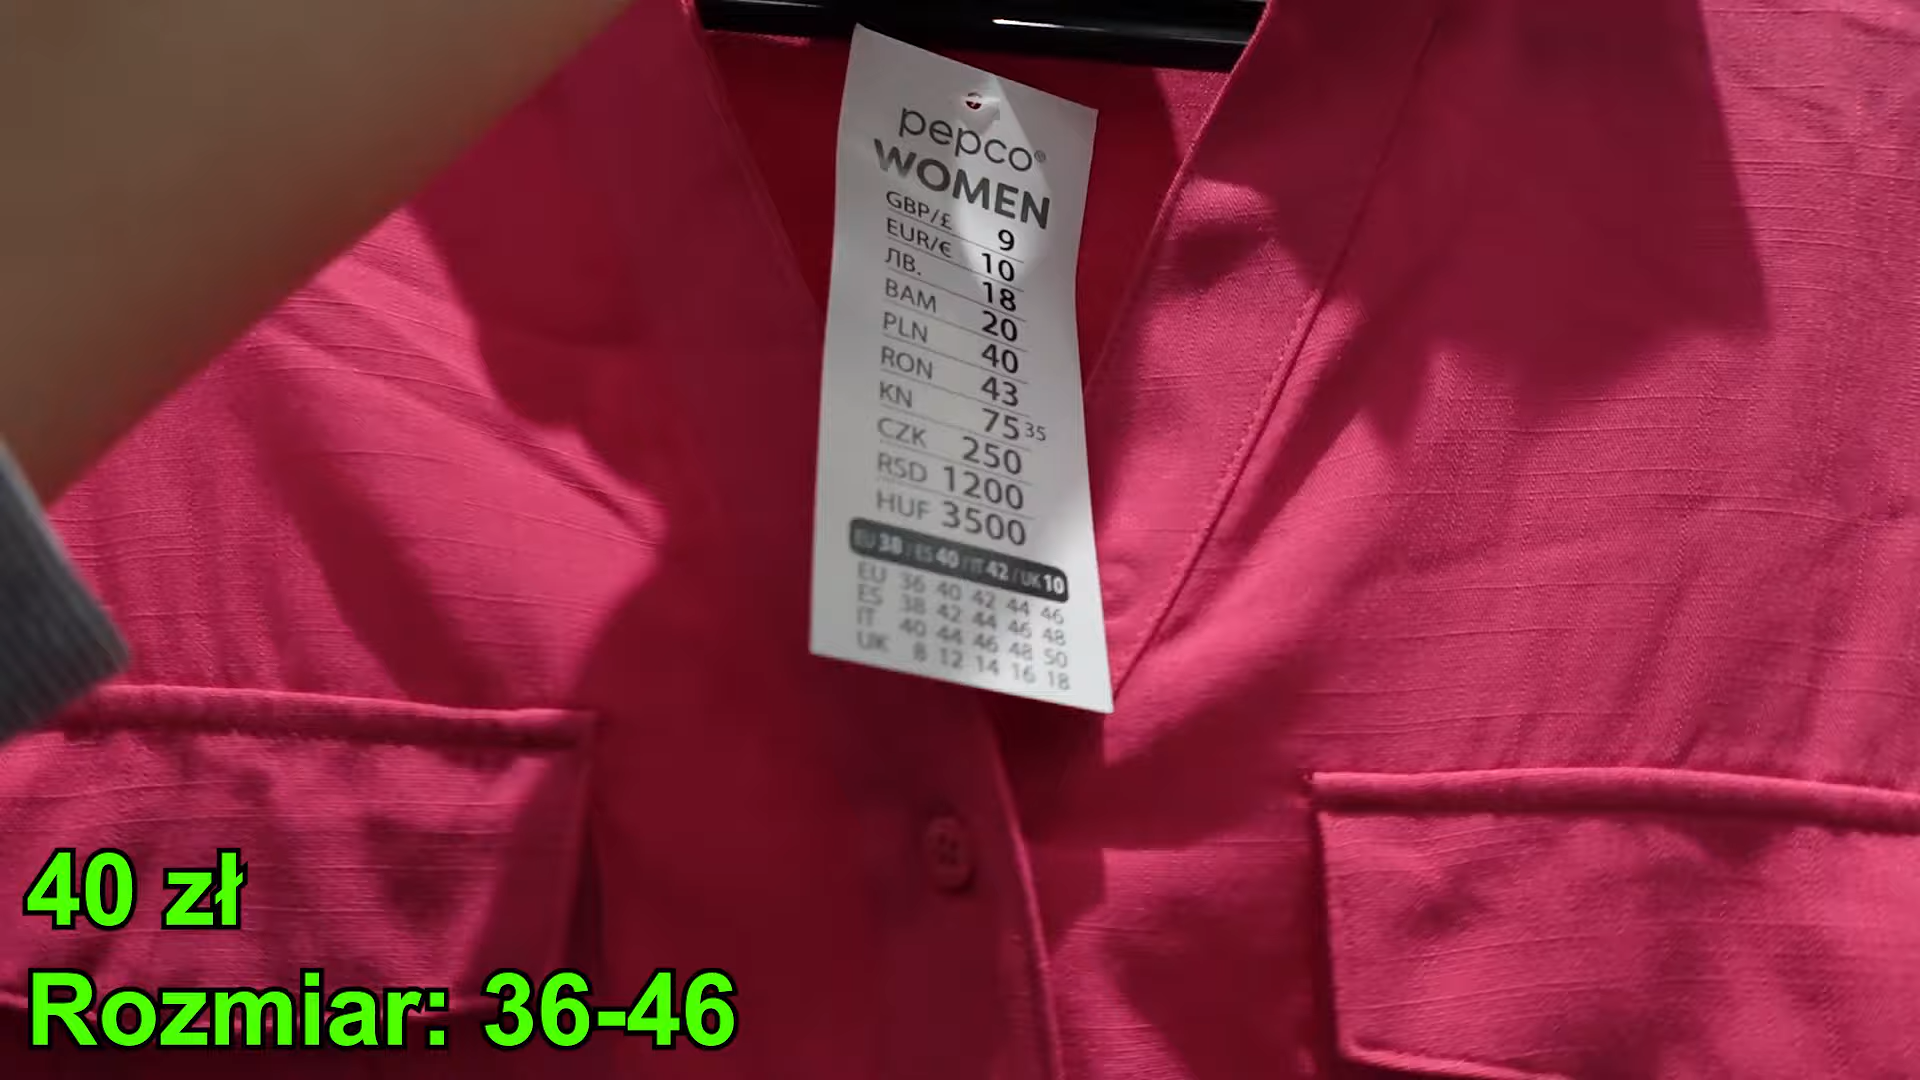 pepco®
WOMEN
GBP/£ 9
EUR/€ 10
ЛВ. 18
BAM 20
PLN 40
RON 43
KN 75 35
CZK 250
RSD 1200
HUF 3500
EU 38 / ES 40 / IT 42 / UK 10
EU 36 40 42 44 46
ES 38 42 44 46 48
IT 40 44 46 48 50
UK 8 12 14 16 18
40 zł
Rozmiar: 36-46